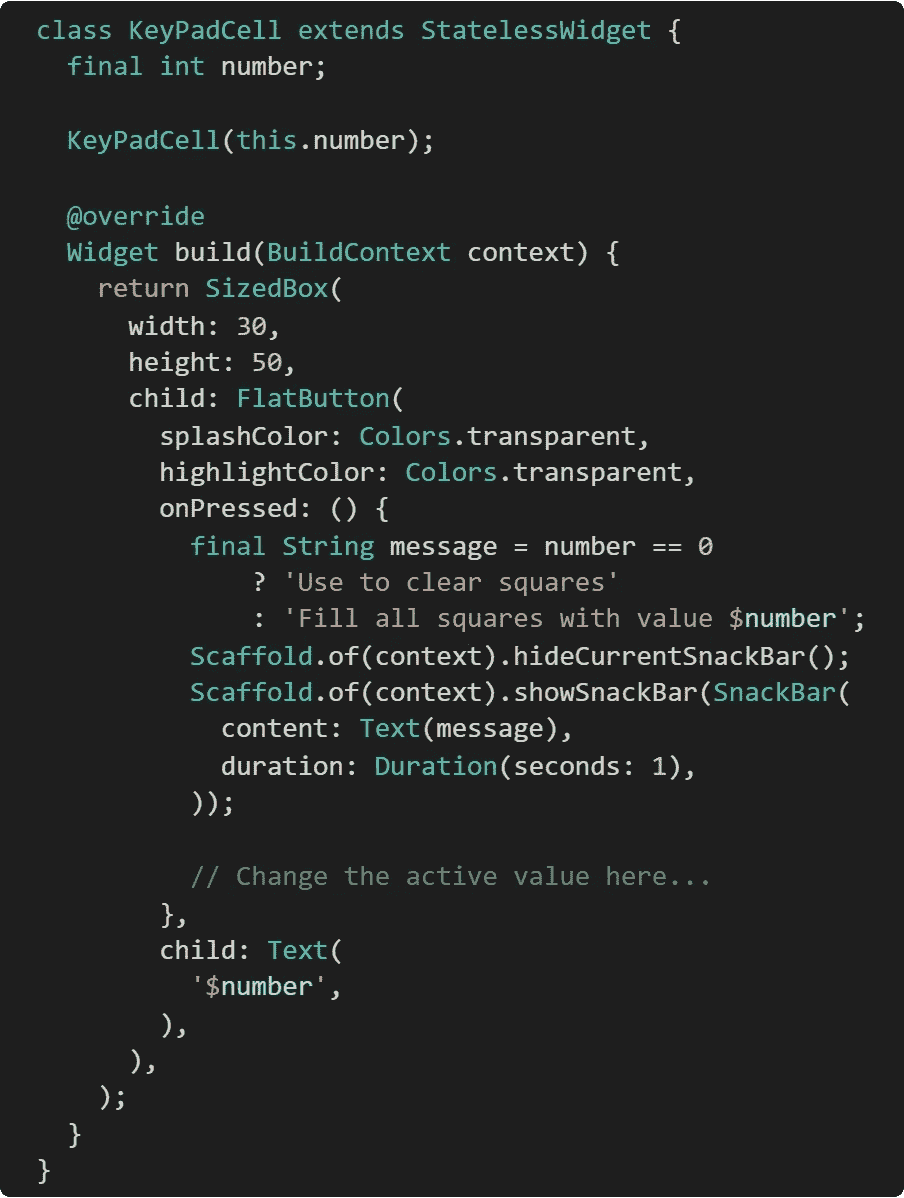 class KeyPadCell extends StatelessWidget {
  final int number;

  KeyPadCell(this.number);

  @override
  Widget build(BuildContext context) {
    return SizedBox(
      width: 30,
      height: 50,
      child: FlatButton(
        splashColor: Colors.transparent,
        highlightColor: Colors.transparent,
        onPressed: () {
          final String message = number == 0
              ? 'Use to clear squares'
              : 'Fill all squares with value $number';
          Scaffold.of(context).hideCurrentSnackBar();
          Scaffold.of(context).showSnackBar(SnackBar(
            content: Text(message),
            duration: Duration(seconds: 1),
          ));

          // Change the active value here...
        },
        child: Text(
          '$number',
        ),
      ),
    );
  }
}